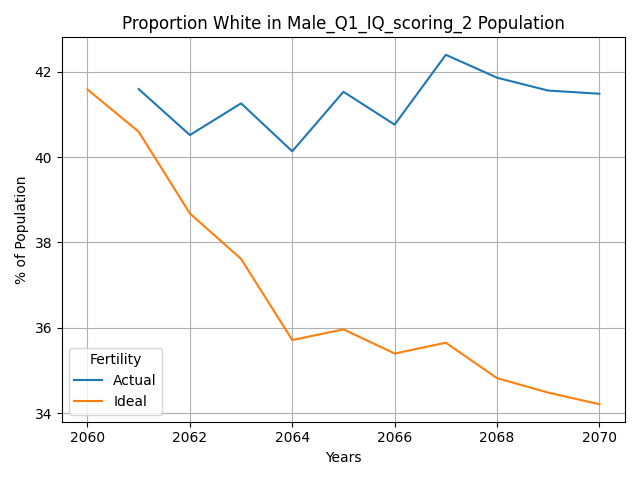 Proportion White in Male_Q1_IQ_scoring_2 Population
% of Population
42
40
38
36
34
Fertility
Actual
Ideal
2060 2062 2064 2066 2068 2070
Years